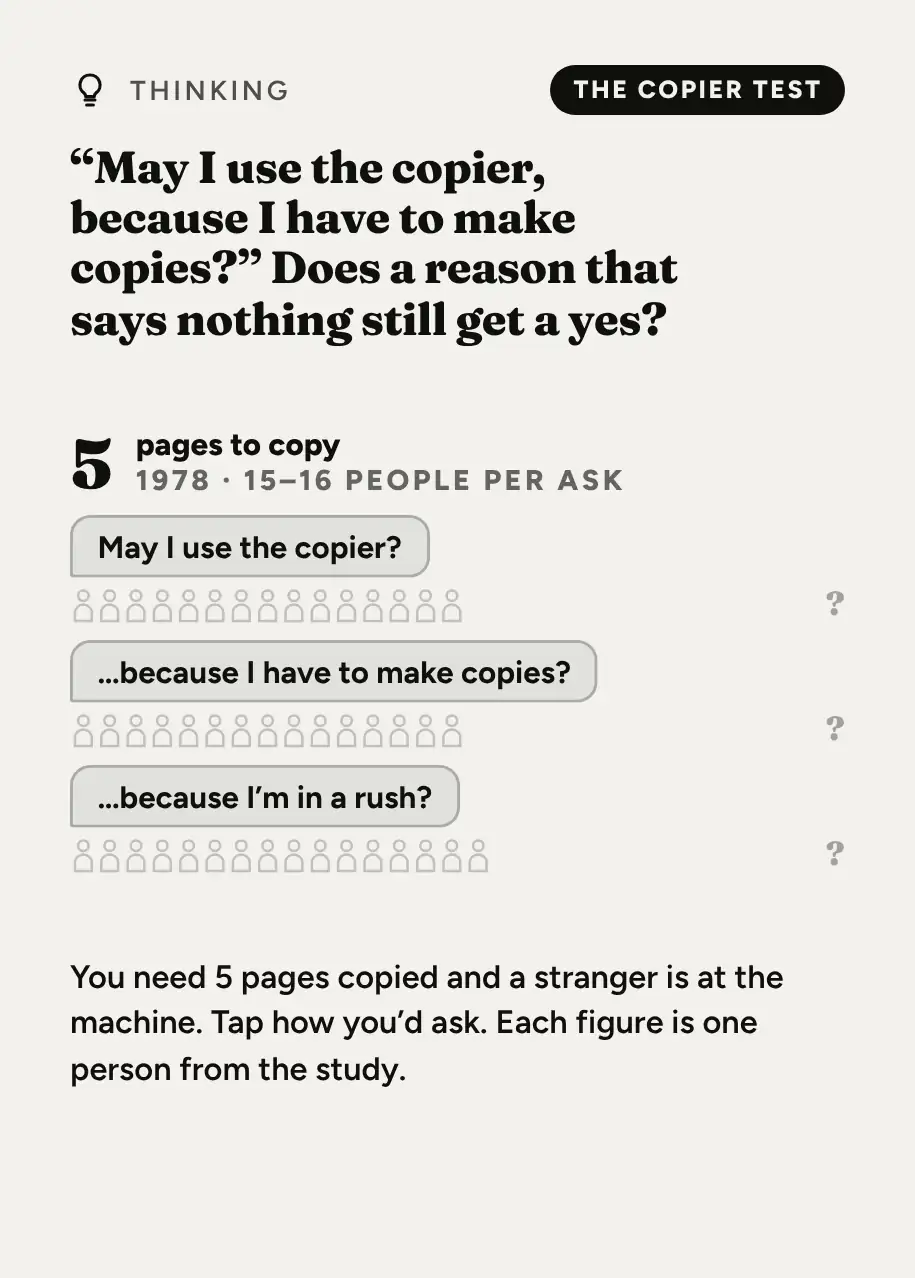 THINKING
THE COPIER TEST
“May I use the copier,
because I have to make
copies?” Does a reason that
says nothing still get a yes?
5
pages to copy
1978 · 15–16 PEOPLE PER ASK
May I use the copier?
?
...because I have to make copies?
?
...because I’m in a rush?
?
You need 5 pages copied and a stranger is at the
machine. Tap how you’d ask. Each figure is one
person from the study.